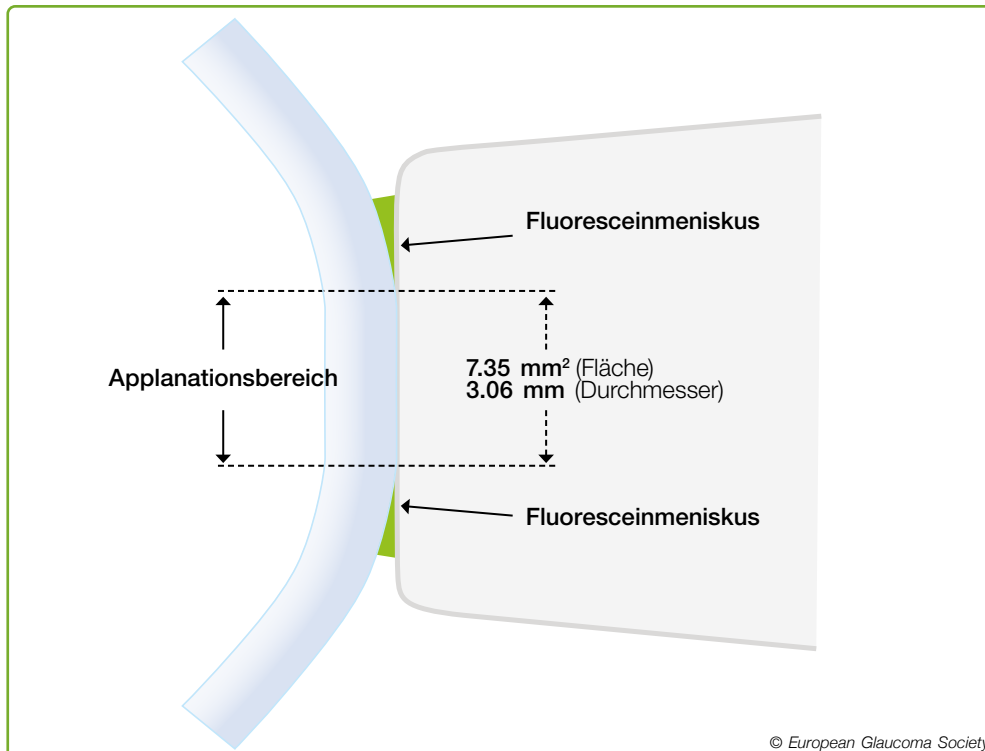 Fluoresceinmeniskus
7.35 mm² (Fläche)
Applanationsbereich
3.06 mm (Durchmesser)
Fluoresceinmeniskus
© European Glaucoma Society